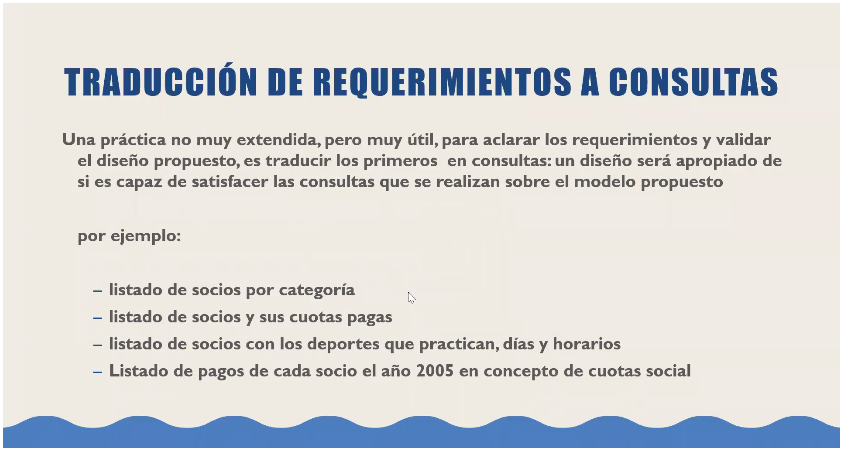 TRADUCCIÓN DE REQUERIMIENTOS A CONSULTAS
Una práctica no muy extendida, pero muy útil, para aclarar los requerimientos y validar
el diseño propuesto, es traducir los primeros en consultas: un diseño será apropiado de
si es capaz de satisfacer las consultas que se realizan sobre el modelo propuesto
por ejemplo:
– listado de socios por categoría
– listado de socios y sus cuotas pagas
– listado de socios con los deportes que practican, días y horarios
– Listado de pagos de cada socio el año 2005 en concepto de cuotas social